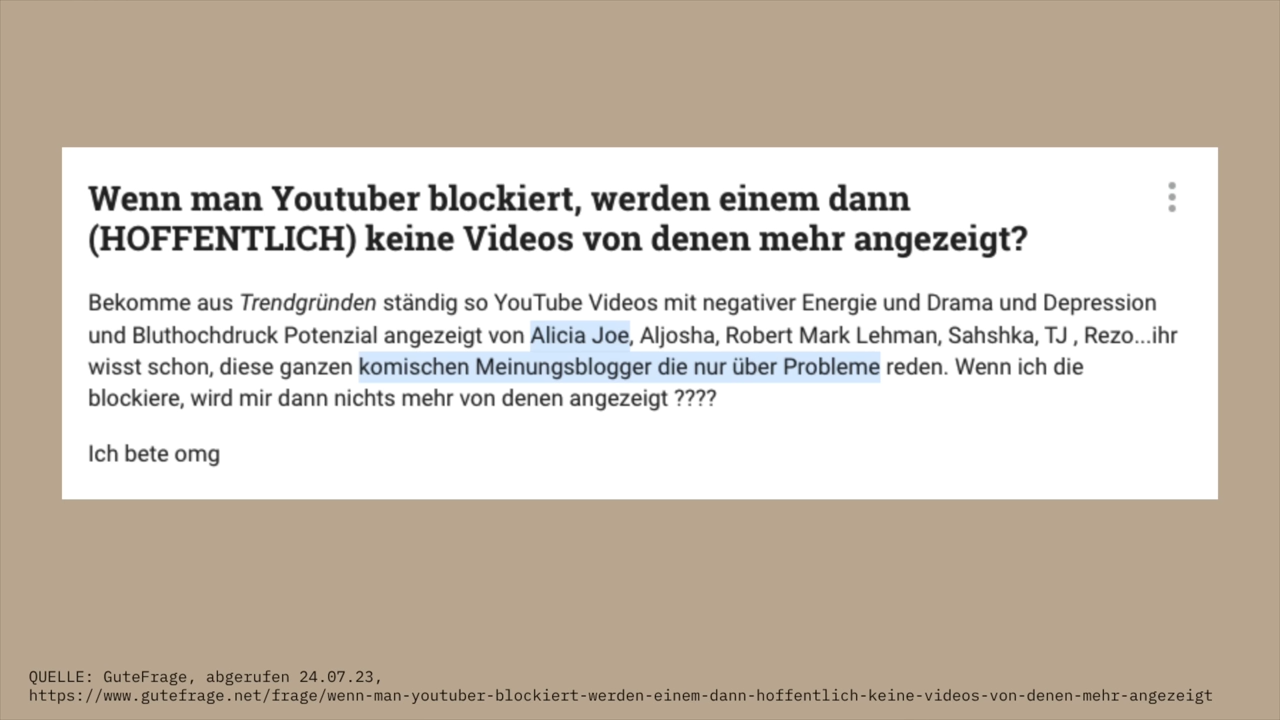 Wenn man Youtuber blockiert, werden einem dann
(HOFFENTLICH) keine Videos von denen mehr angezeigt?
Bekomme aus Trendgründen ständig so YouTube Videos mit negativer Energie und Drama und Depression
und Bluthochdruck Potenzial angezeigt von Alicia Joe, Aljosha, Robert Mark Lehman, Sahshka, TJ , Rezo...ihr
wisst schon, diese ganzen komischen Meinungsblogger die nur über Probleme reden. Wenn ich die
blockiere, wird mir dann nichts mehr von denen angezeigt ????
Ich bete omg
QUELLE: GuteFrage, abgerufen 24.07.23,
https://www.gutefrage.net/frage/wenn-man-youtuber-blockiert-werden-einem-dann-hoffentlich-keine-videos-von-denen-mehr-angezeigt